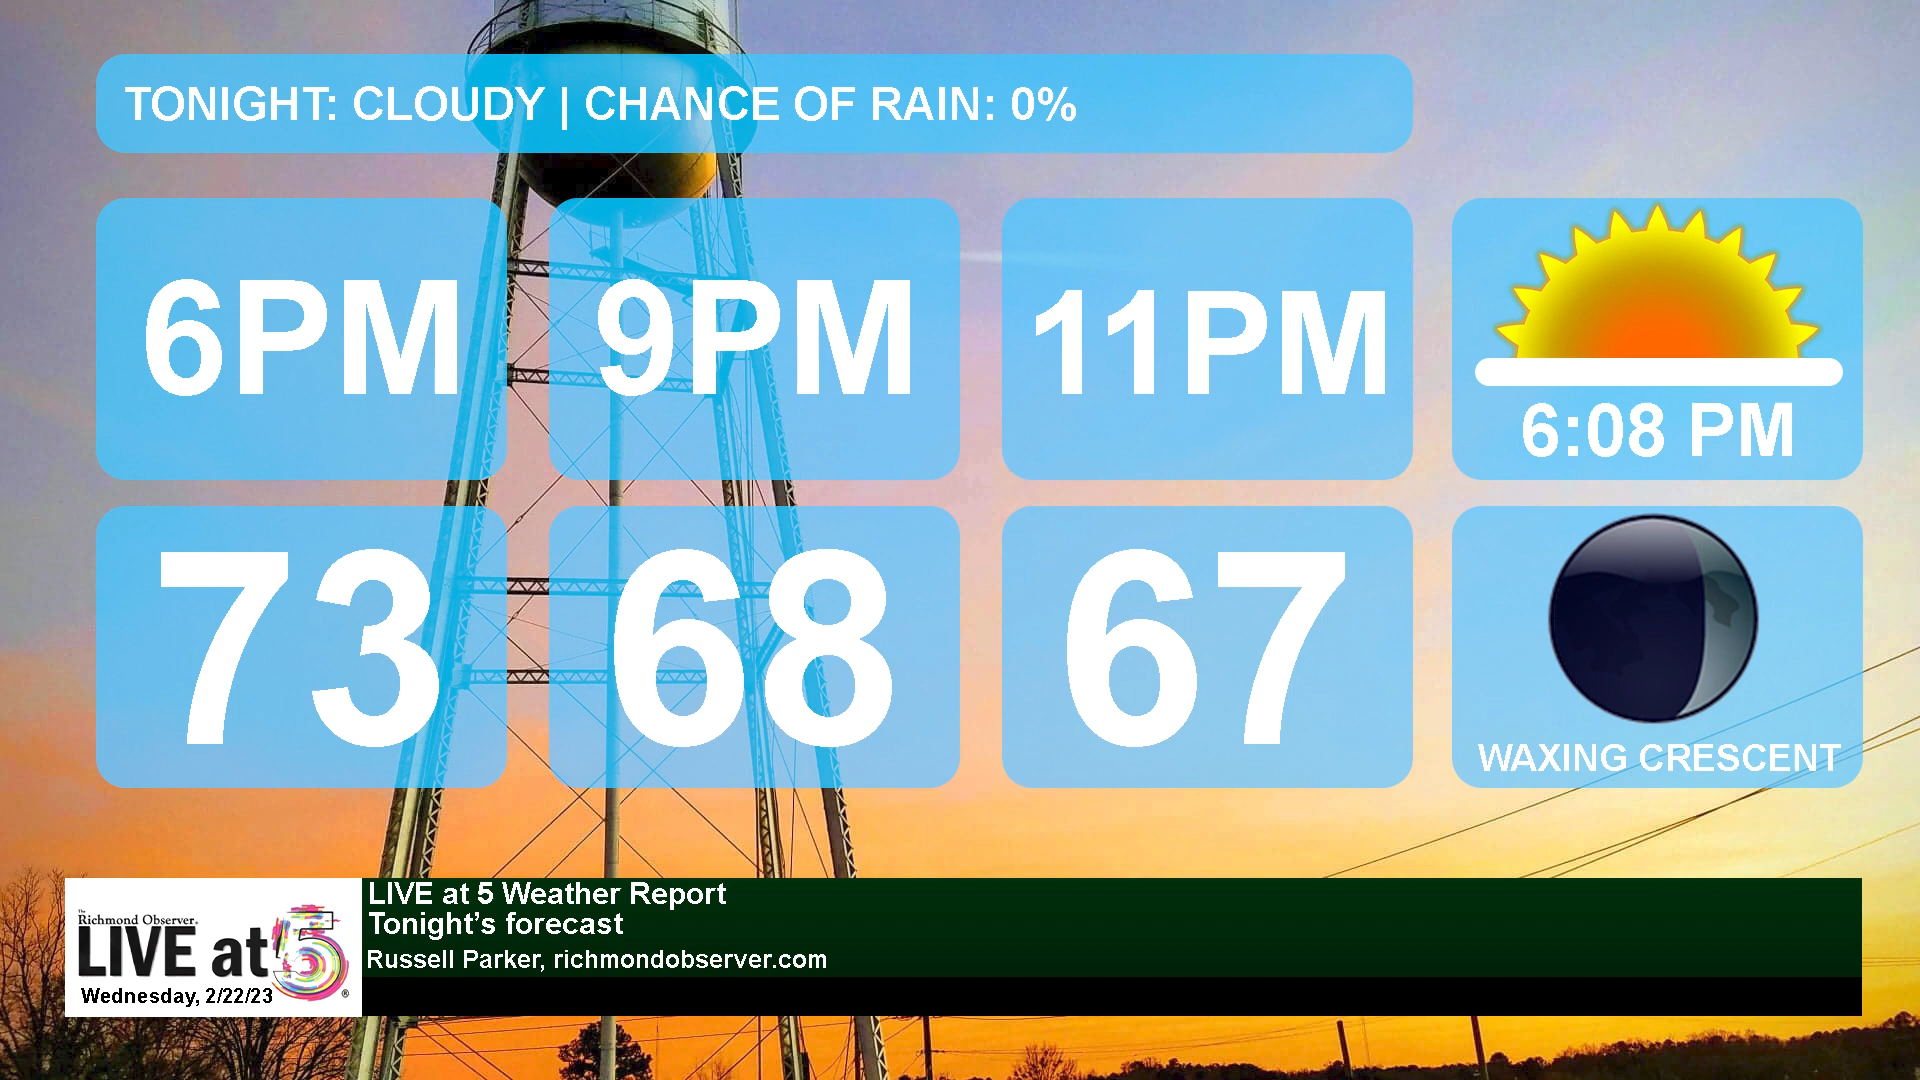 TONIGHT: CLOUDY | CHANCE OF RAIN: 0%
6PM
9PM
11PM
6:08 PM
73
68
67
WAXING CRESCENT
The
Richmond Observer.
LIVE at 5
®
Wednesday, 2/22/23
LIVE at 5 Weather Report
Tonight’s forecast
Russell Parker, richmondobserver.com